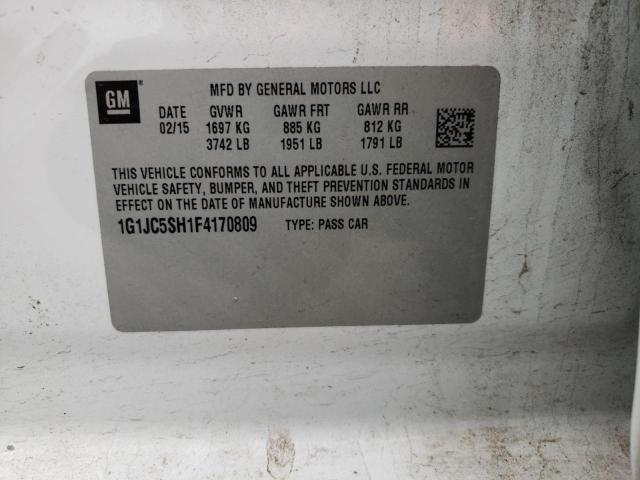 GM ®
MFD BY GENERAL MOTORS LLC
DATE GVWR GAWR FRT GAWR RR
02/15 1697 KG 885 KG 812 KG
3742 LB 1951 LB 1791 LB
THIS VEHICLE CONFORMS TO ALL APPLICABLE U.S. FEDERAL MOTOR
VEHICLE SAFETY, BUMPER, AND THEFT PREVENTION STANDARDS IN
EFFECT ON THE DATE OF MANUFACTURE SHOWN ABOVE.
1G1JC5SH1F4170809 TYPE: PASS CAR